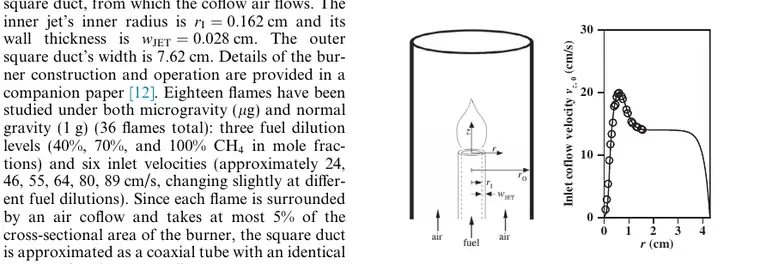 square duct, from which the coflow air flows. The
inner jet's inner radius is rI = 0.162 cm and its
wall thickness is wJET = 0.028 cm. The outer
square duct's width is 7.62 cm. Details of the bur-
ner construction and operation are provided in a
companion paper [12]. Eighteen flames have been
studied under both microgravity (μg) and normal
gravity (1 g) (36 flames total): three fuel dilution
levels (40%, 70%, and 100% CH4 in mole frac-
tions) and six inlet velocities (approximately 24,
46, 55, 64, 80, 89 cm/s, changing slightly at differ-
ent fuel dilutions). Since each flame is surrounded
by an air coflow and takes at most 5% of the
cross-sectional area of the burner, the square duct
is approximated as a coaxial tube with an identical
z
r
rO
rI
wJET
air
fuel
air
Inlet coflow velocity vz, 0 (cm/s)
30
20
10
0
0 1 2 3 4
r (cm)